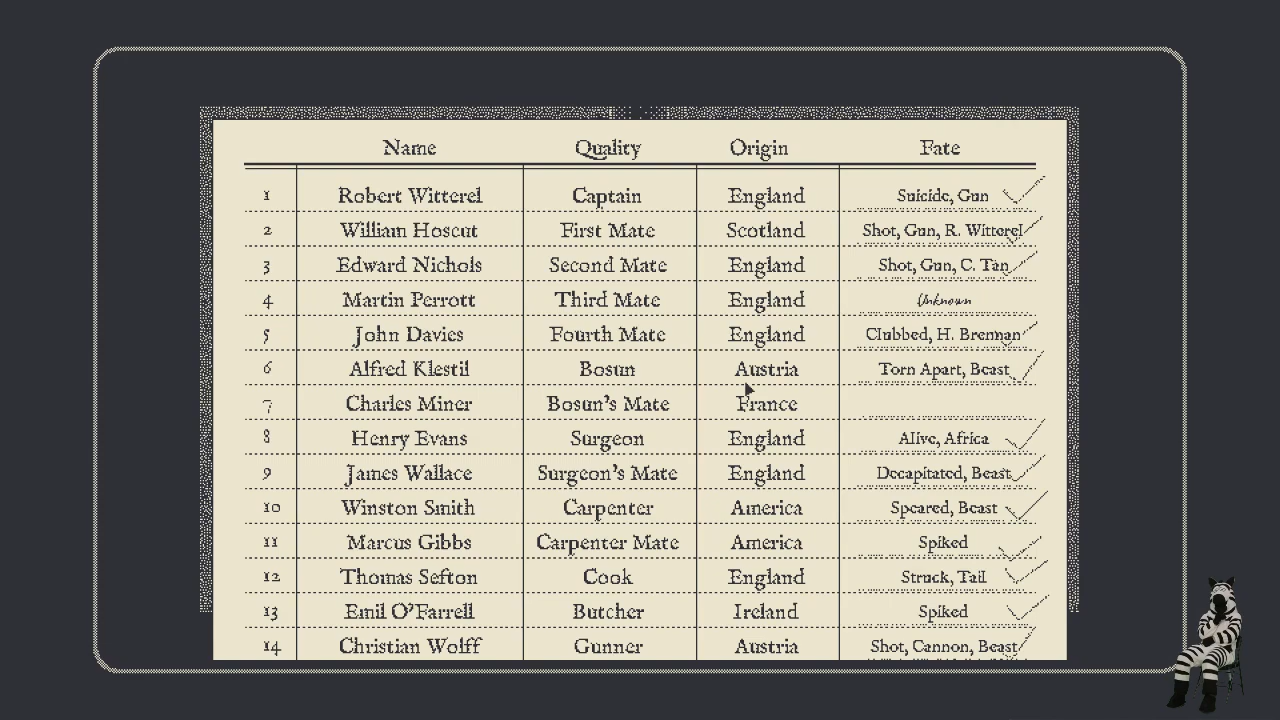 Name Quality Origin Fate
1 Robert Witterel Captain England Suicide, Gun
2 William Hoscut First Mate Scotland Shot, Gun, R. Witterel
3 Edward Nichols Second Mate England Shot, Gun, C. Tan
4 Martin Perrott Third Mate England Unknown
5 John Davies Fourth Mate England Clubbed, H. Brennan
6 Alfred Klestil Bosun Austria Torn Apart, Beast
7 Charles Miner Bosun's Mate France
8 Henry Evans Surgeon England Alive, Africa
9 James Wallace Surgeon's Mate England Decapitated, Beast
10 Winston Smith Carpenter America Speared, Beast
11 Marcus Gibbs Carpenter Mate America Spiked
12 Thomas Sefton Cook England Struck, Tail
13 Emil O'Farrell Butcher Ireland Spiked
14 Christian Wolff Gunner Austria Shot, Cannon, Beast